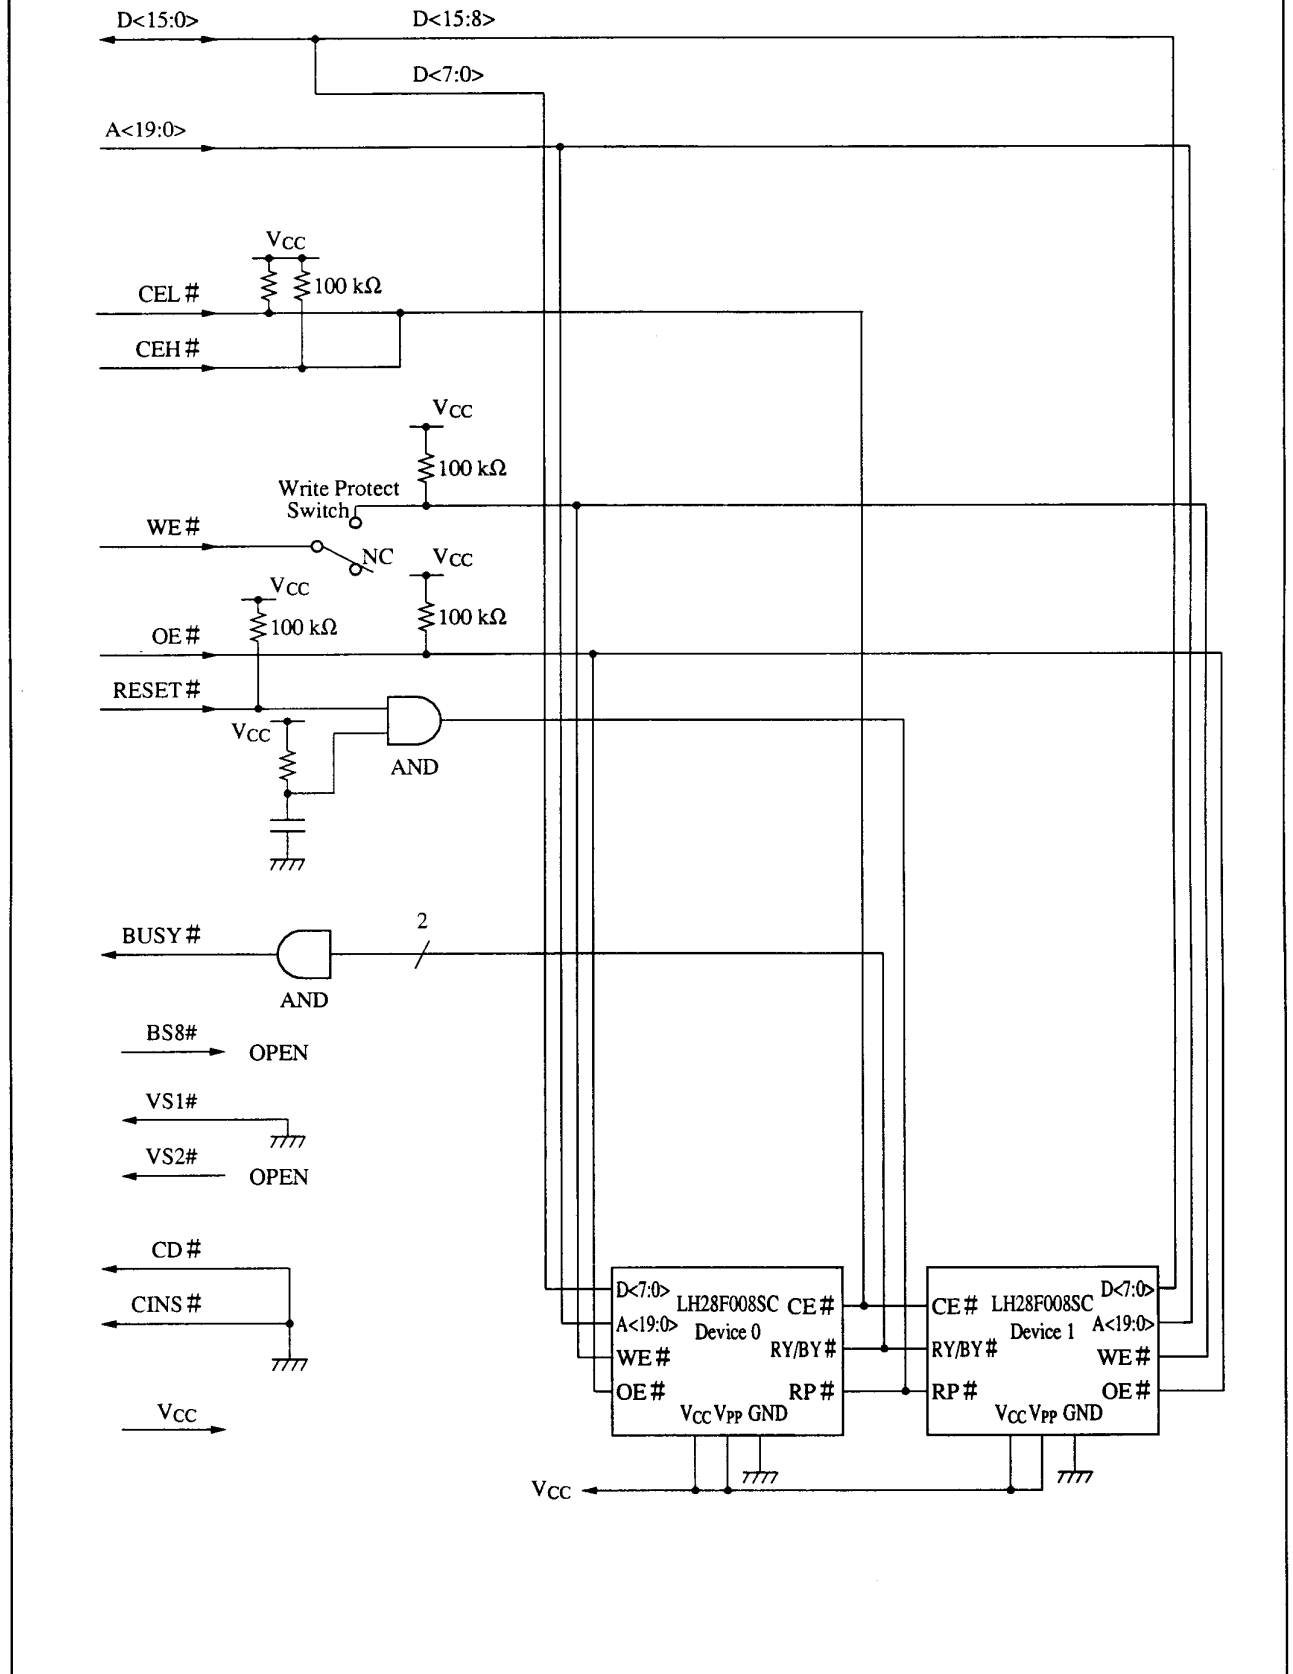 D<15:0>
D<15:8>
D<7:0>
A<19:0>
VCC
100 kΩ
CEL#
CEH#
VCC
100 kΩ
Write Protect
Switch
WE#
NC
VCC
VCC
100 kΩ
100 kΩ
OE#
RESET#
VCC
AND
2
BUSY#
AND
BS8#
OPEN
VS1#
VS2#
OPEN
CD#
CINS#
VCC
D<7:0>
LH28F008SC
CE#
Device 0
A<19:0>
RY/BY#
WE#
OE#
RP#
VCC VPP GND
D<7:0>
CE#
LH28F008SC
Device 1
A<19:0>
RY/BY#
WE#
RP#
OE#
VCC VPP GND
VCC